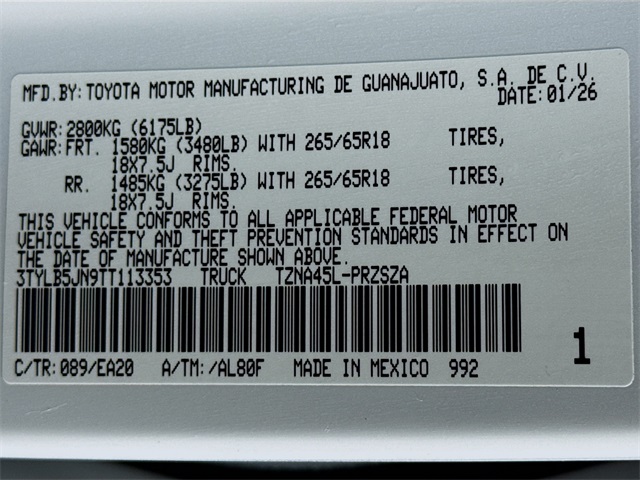 MFD.BY:TOYOTA MOTOR MANUFACTURING DE GUANAJUATO, S.A. DE C.V.
DATE:01/26
GVWR:2800KG (6175LB)
GAWR:FRT. 1580KG (3480LB) WITH 265/65R18 TIRES,
18X7.5J RIMS.
RR. 1485KG (3275LB) WITH 265/65R18 TIRES,
18X7.5J RIMS.
THIS VEHICLE CONFORMS TO ALL APPLICABLE FEDERAL MOTOR
VEHICLE SAFETY AND THEFT PREVENTION STANDARDS IN EFFECT ON
THE DATE OF MANUFACTURE SHOWN ABOVE.
3TYLB5JN9TT113353 TRUCK TZNA45L-PRZSZA
1
C/TR:089/EA20 A/TM:/AL80F MADE IN MEXICO 992